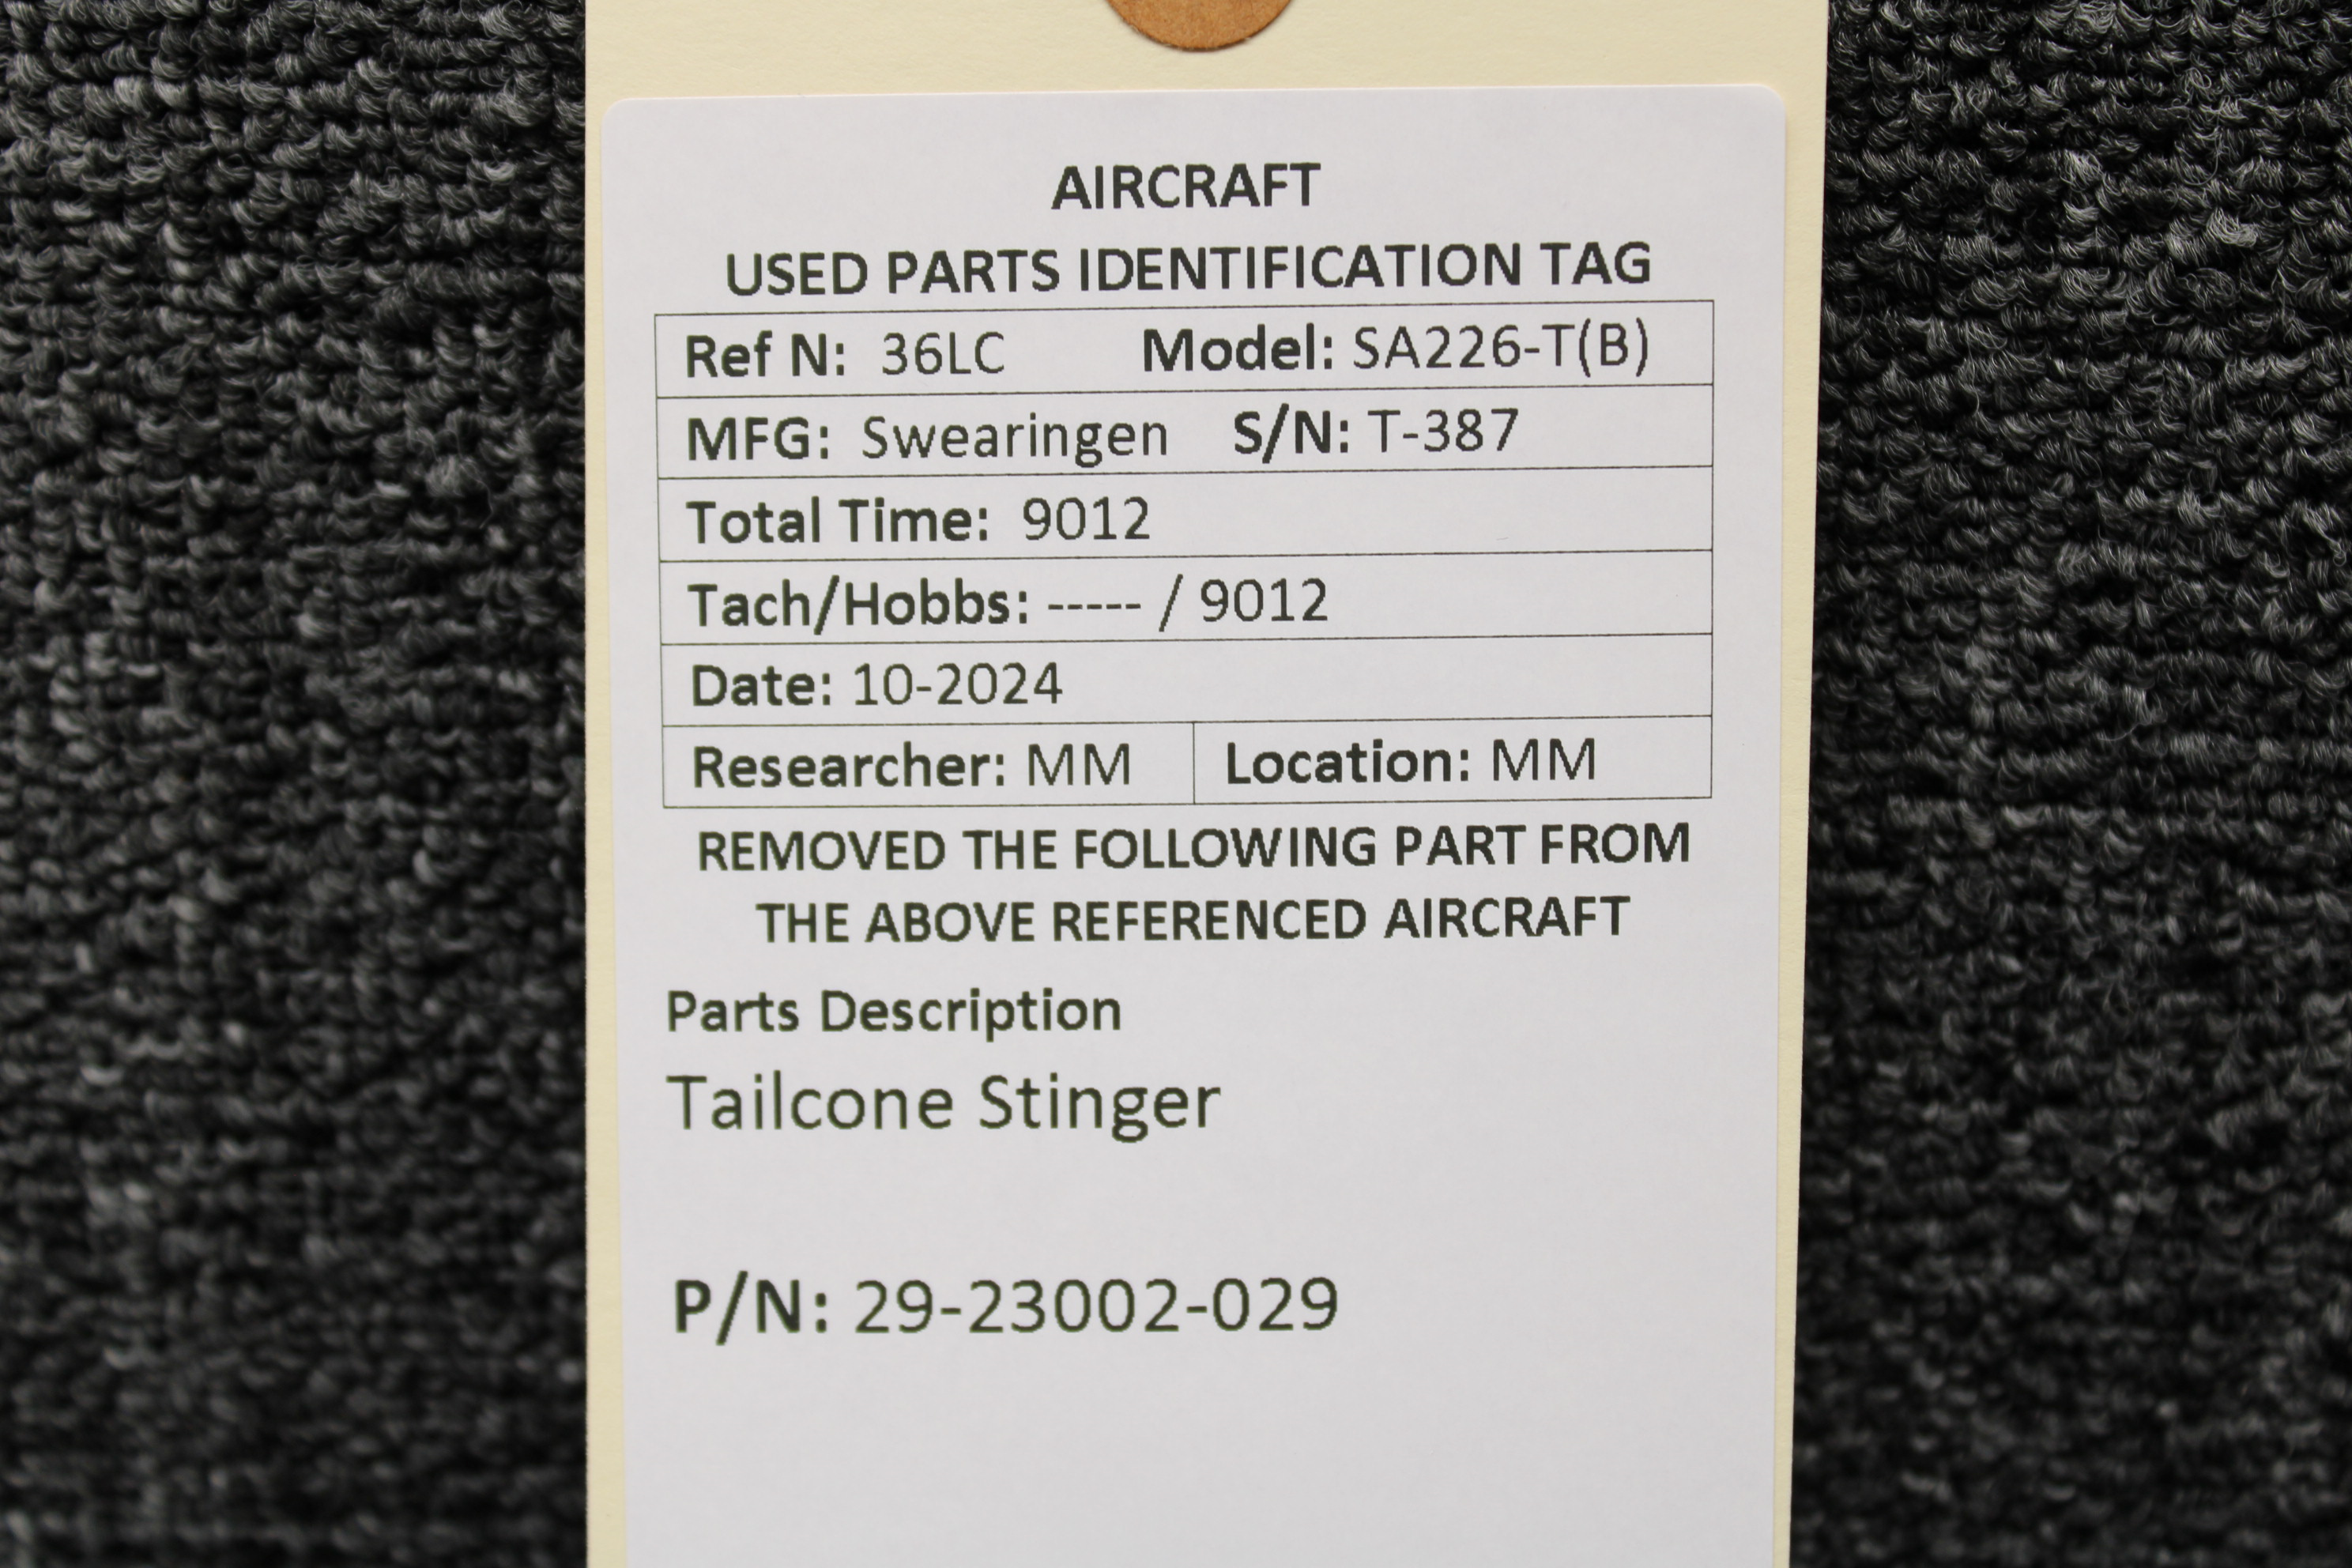 AIRCRAFT
USED PARTS IDENTIFICATION TAG
Ref N: 36LC Model: SA226-T(B)
MFG: Swearingen S/N: T-387
Total Time: 9012
Tach/Hobbs: ----- / 9012
Date: 10-2024
Researcher: MM Location: MM
REMOVED THE FOLLOWING PART FROM
THE ABOVE REFERENCED AIRCRAFT
Parts Description
Tailcone Stinger
P/N: 29-23002-029